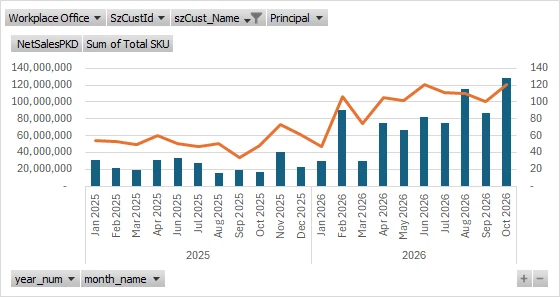 Workplace Office SzCustId szCust_Name Principal
NetSalesPKD Sum of Total SKU
140,000,000 140
120,000,000 120
100,000,000 100
80,000,000 80
60,000,000 60
40,000,000 40
20,000,000 20
- -
Jan 2025 Feb 2025 Mar 2025 Apr 2025 Jun 2025 Jul 2025 Aug 2025 Sep 2025 Oct 2025 Nov 2025 Dec 2025 Jan 2026 Feb 2026 Mar 2026 Apr 2026 May 2026 Jun 2026 Jul 2026 Aug 2026 Sep 2026 Oct 2026
2025 2026
year_num month_name + -